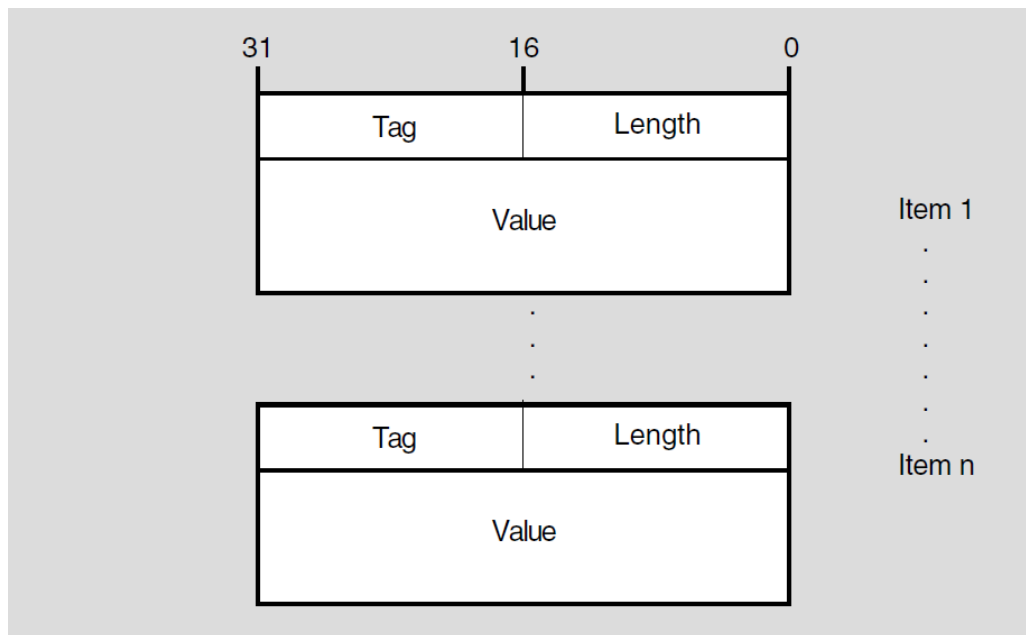 31 16 0
Tag Length
Value
Item 1
.
.
.
.
.
.
.
.
.
.
Tag Length
Item n
Value